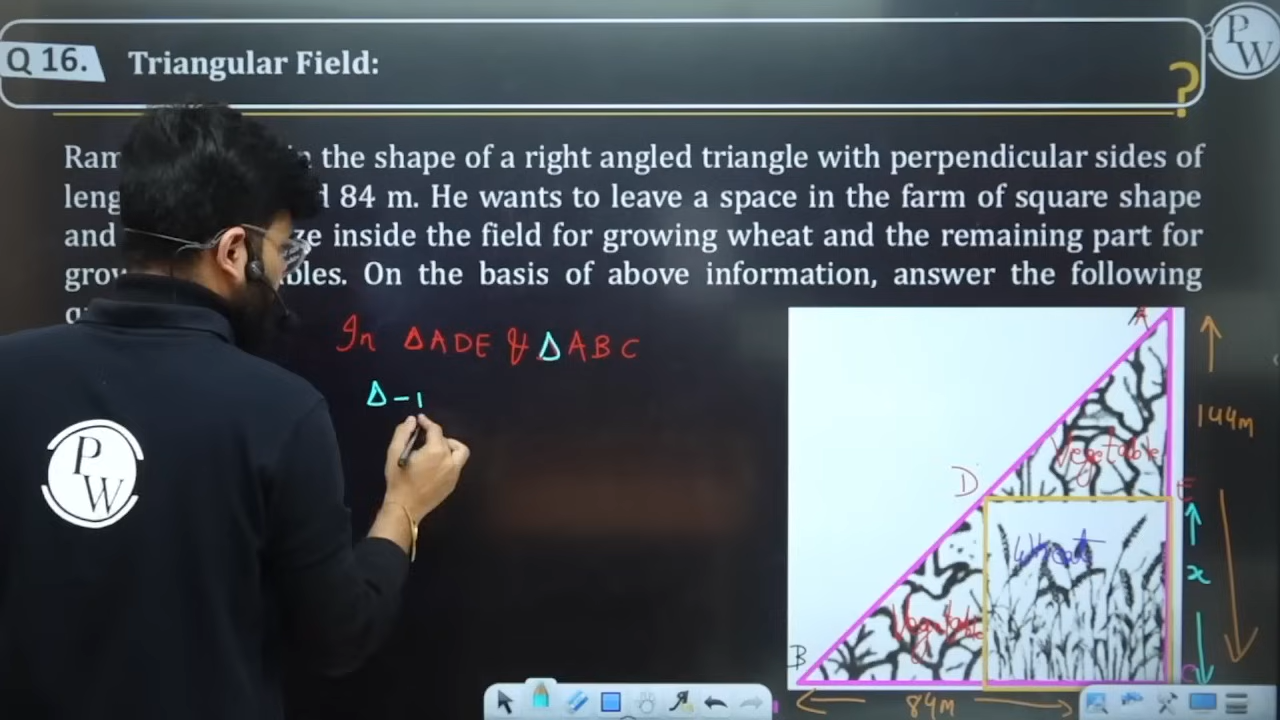 Q 16. Triangular Field:
?
PW
Ram in the shape of a right angled triangle with perpendicular sides of
leng 84 m. He wants to leave a space in the farm of square shape
and ze inside the field for growing wheat and the remaining part for
grow bles. On the basis of above information, answer the following
In ΔADE & ΔABC
Δ-1
A
144m
Vegetable
D
E
Wheat
x
Vegetable
B
84m
PW